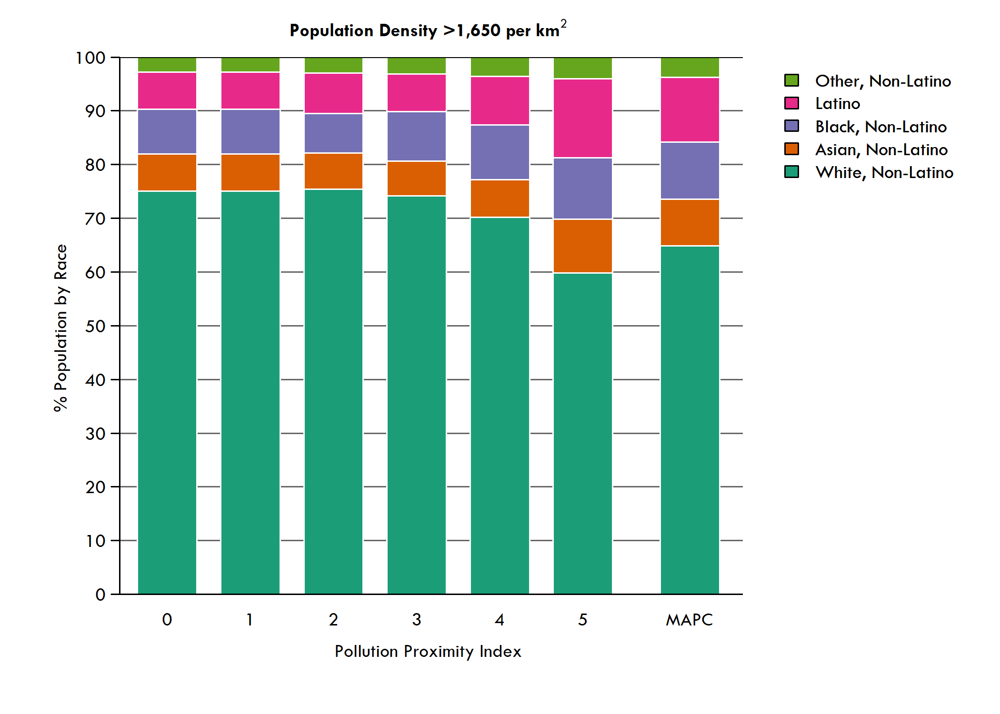 Population Density >1,650 per km²
100
90
80
70
60
50
40
30
20
10
0
% Population by Race
0 1 2 3 4 5 MAPC
Pollution Proximity Index
Other, Non-Latino
Latino
Black, Non-Latino
Asian, Non-Latino
White, Non-Latino